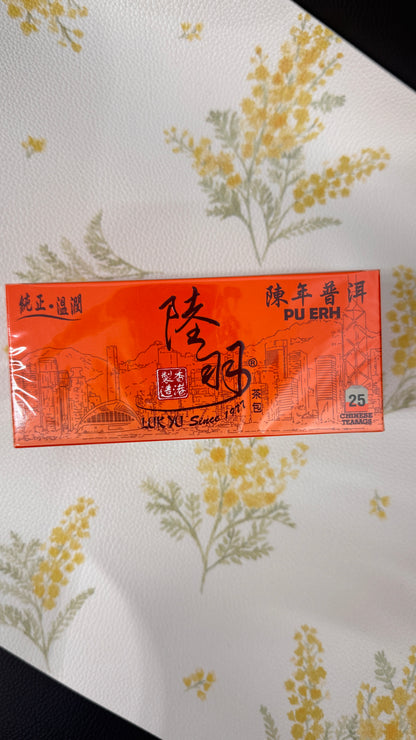 純正·溫潤
陸羽®
茶包
香港
製造
LUK YU Since 1977
陳年普洱
PU ERH
25
CHINESE
TEABAGS